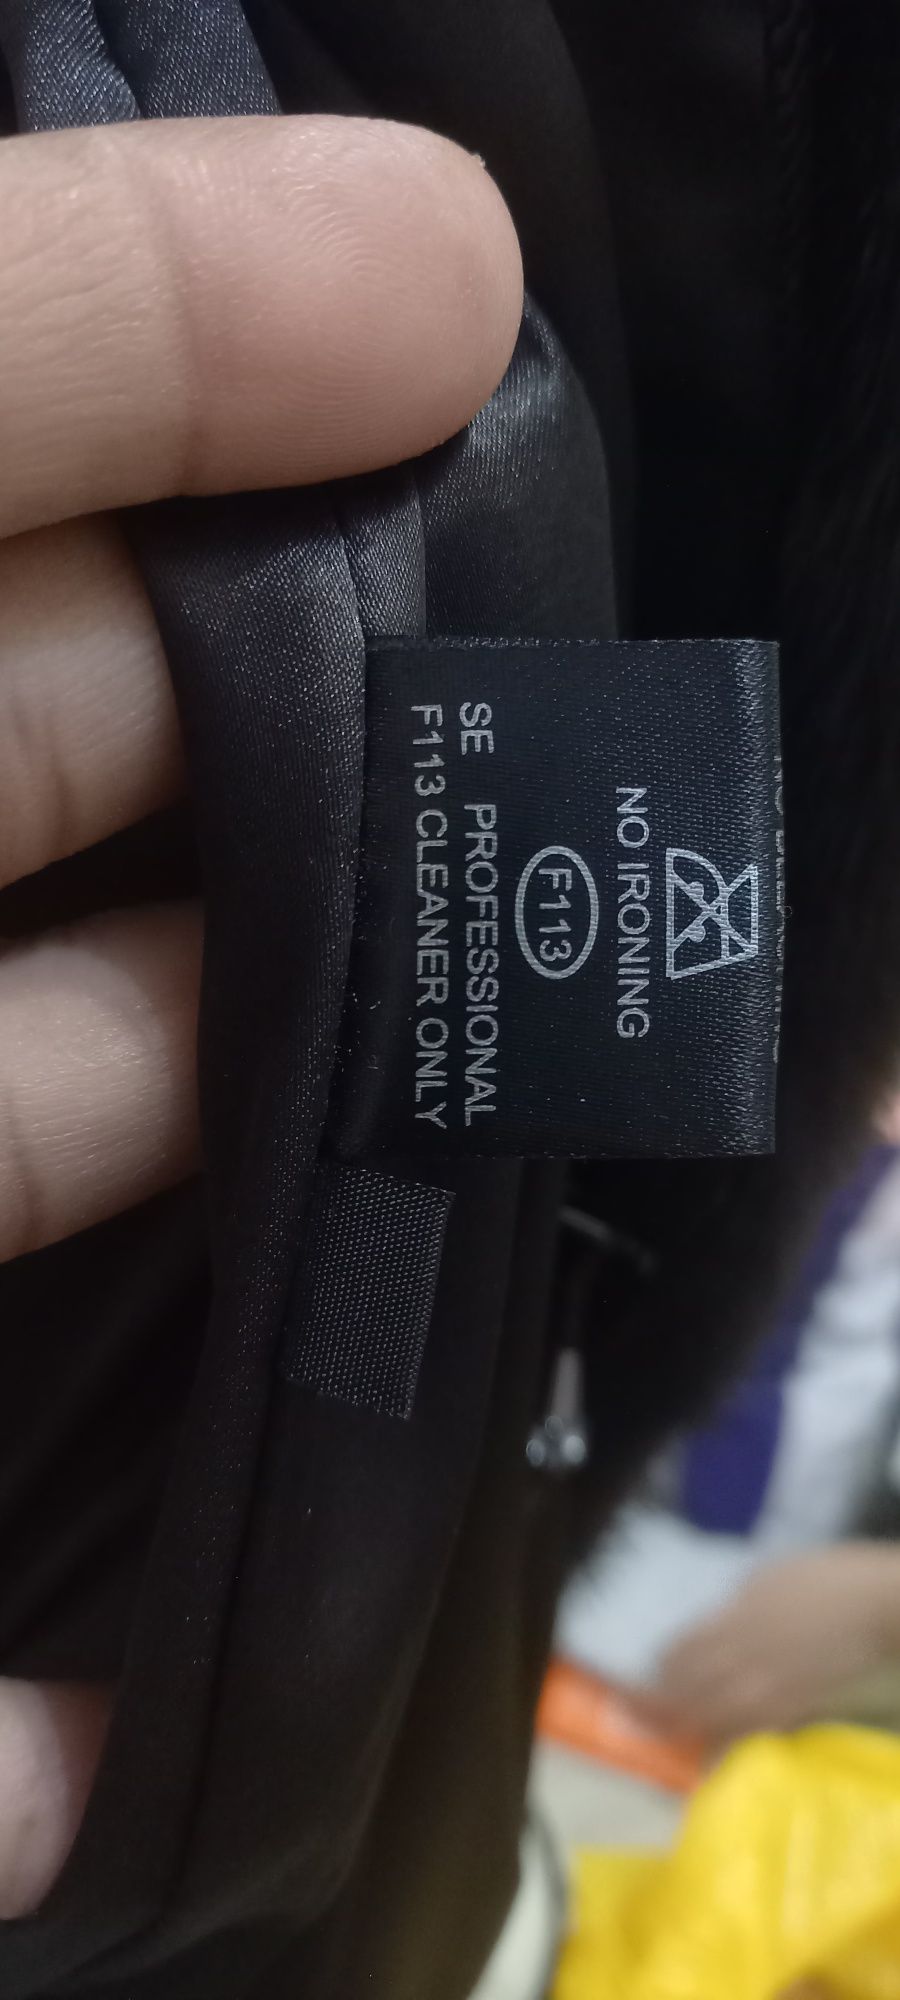 NO IRONING
F113
SE PROFESSIONAL
F113 CLEANER ONLY